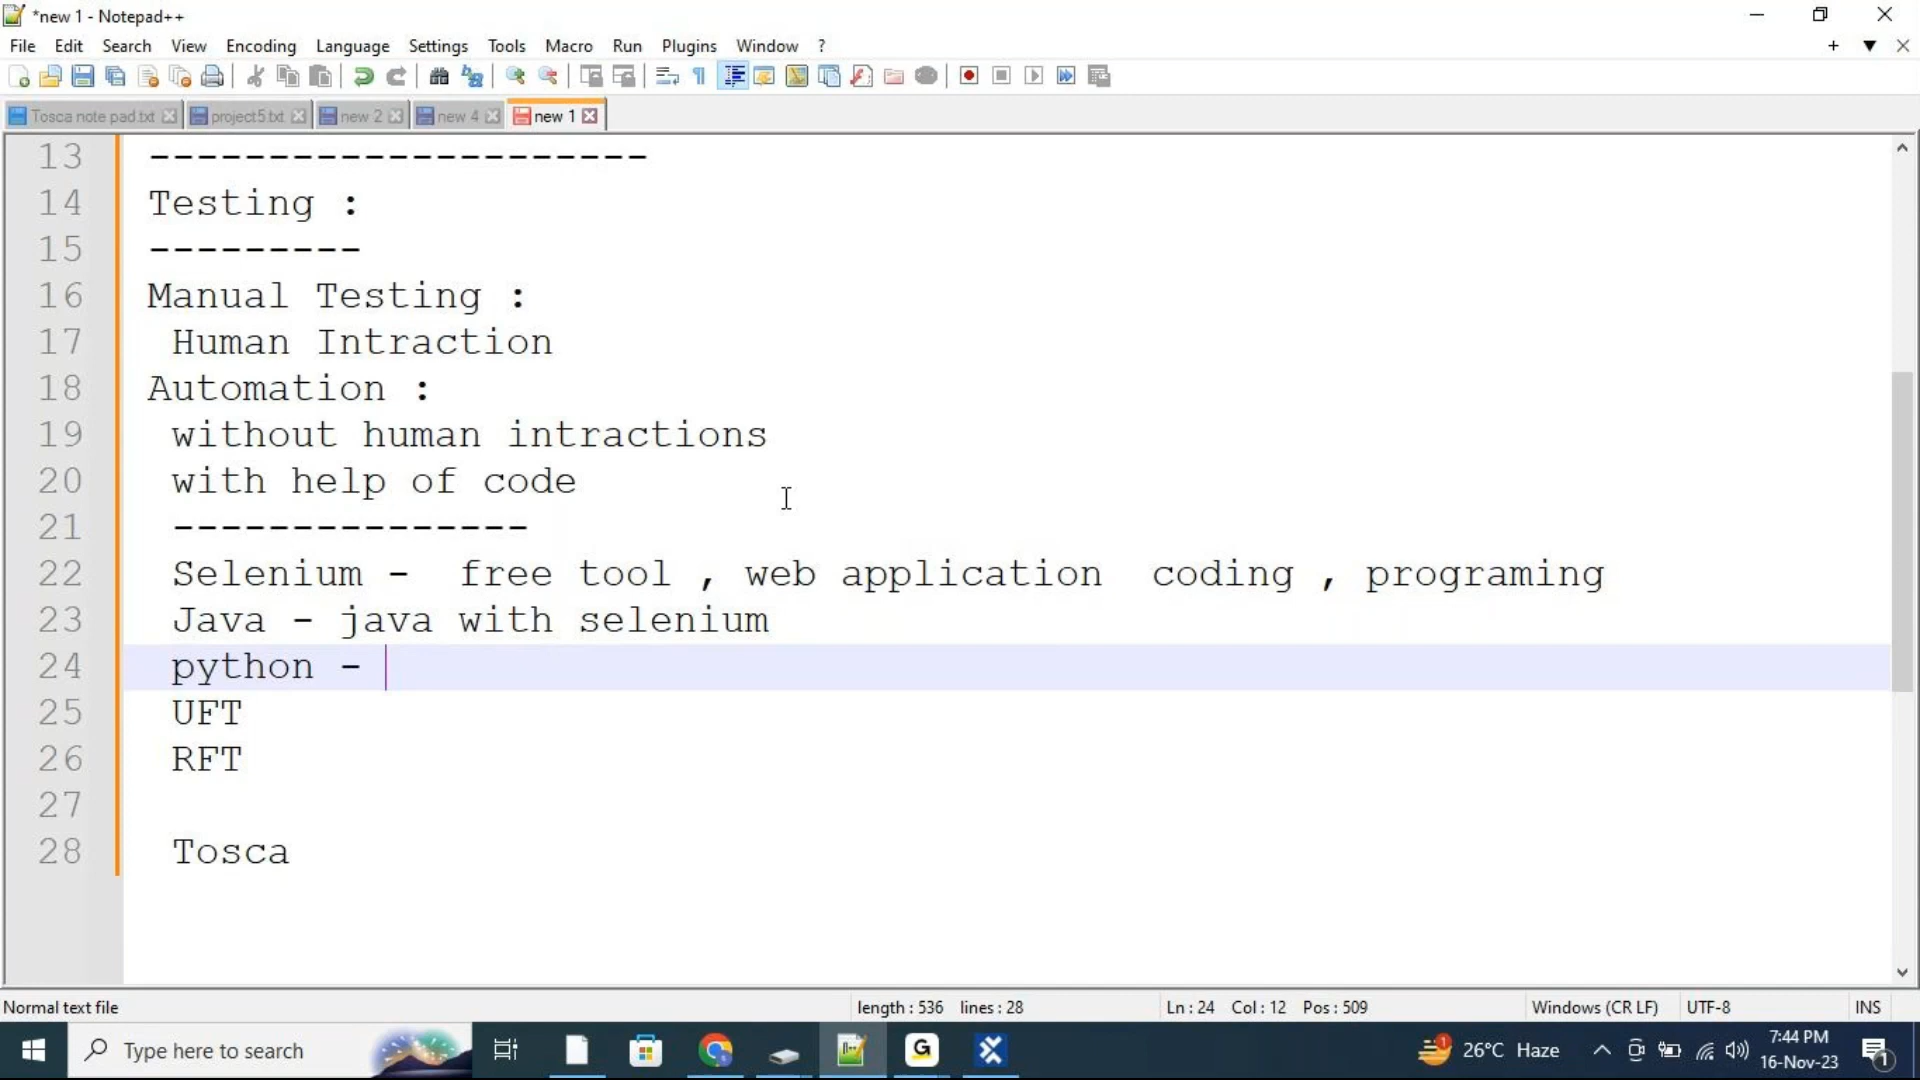 *new 1 - Notepad++
File Edit Search View Encoding Language Settings Tools Macro Run Plugins Window ?
Tosca note pad.txt project5.txt new 2 new 4 new 1
13 ---------------------
14 Testing :
15 ---------
16 Manual Testing :
17 Human Intraction
18 Automation :
19 without human intractions
20 with help of code
21 ---------------
22 Selenium - free tool , web application coding , programing
23 Java - java with selenium
24 python -
25 UFT
26 RFT
27
28 Tosca
Normal text file length : 536 lines : 28 Ln : 24 Col : 12 Pos : 509 Windows (CR LF) UTF-8 INS
Type here to search 26°C Haze 7:44 PM
16-Nov-23